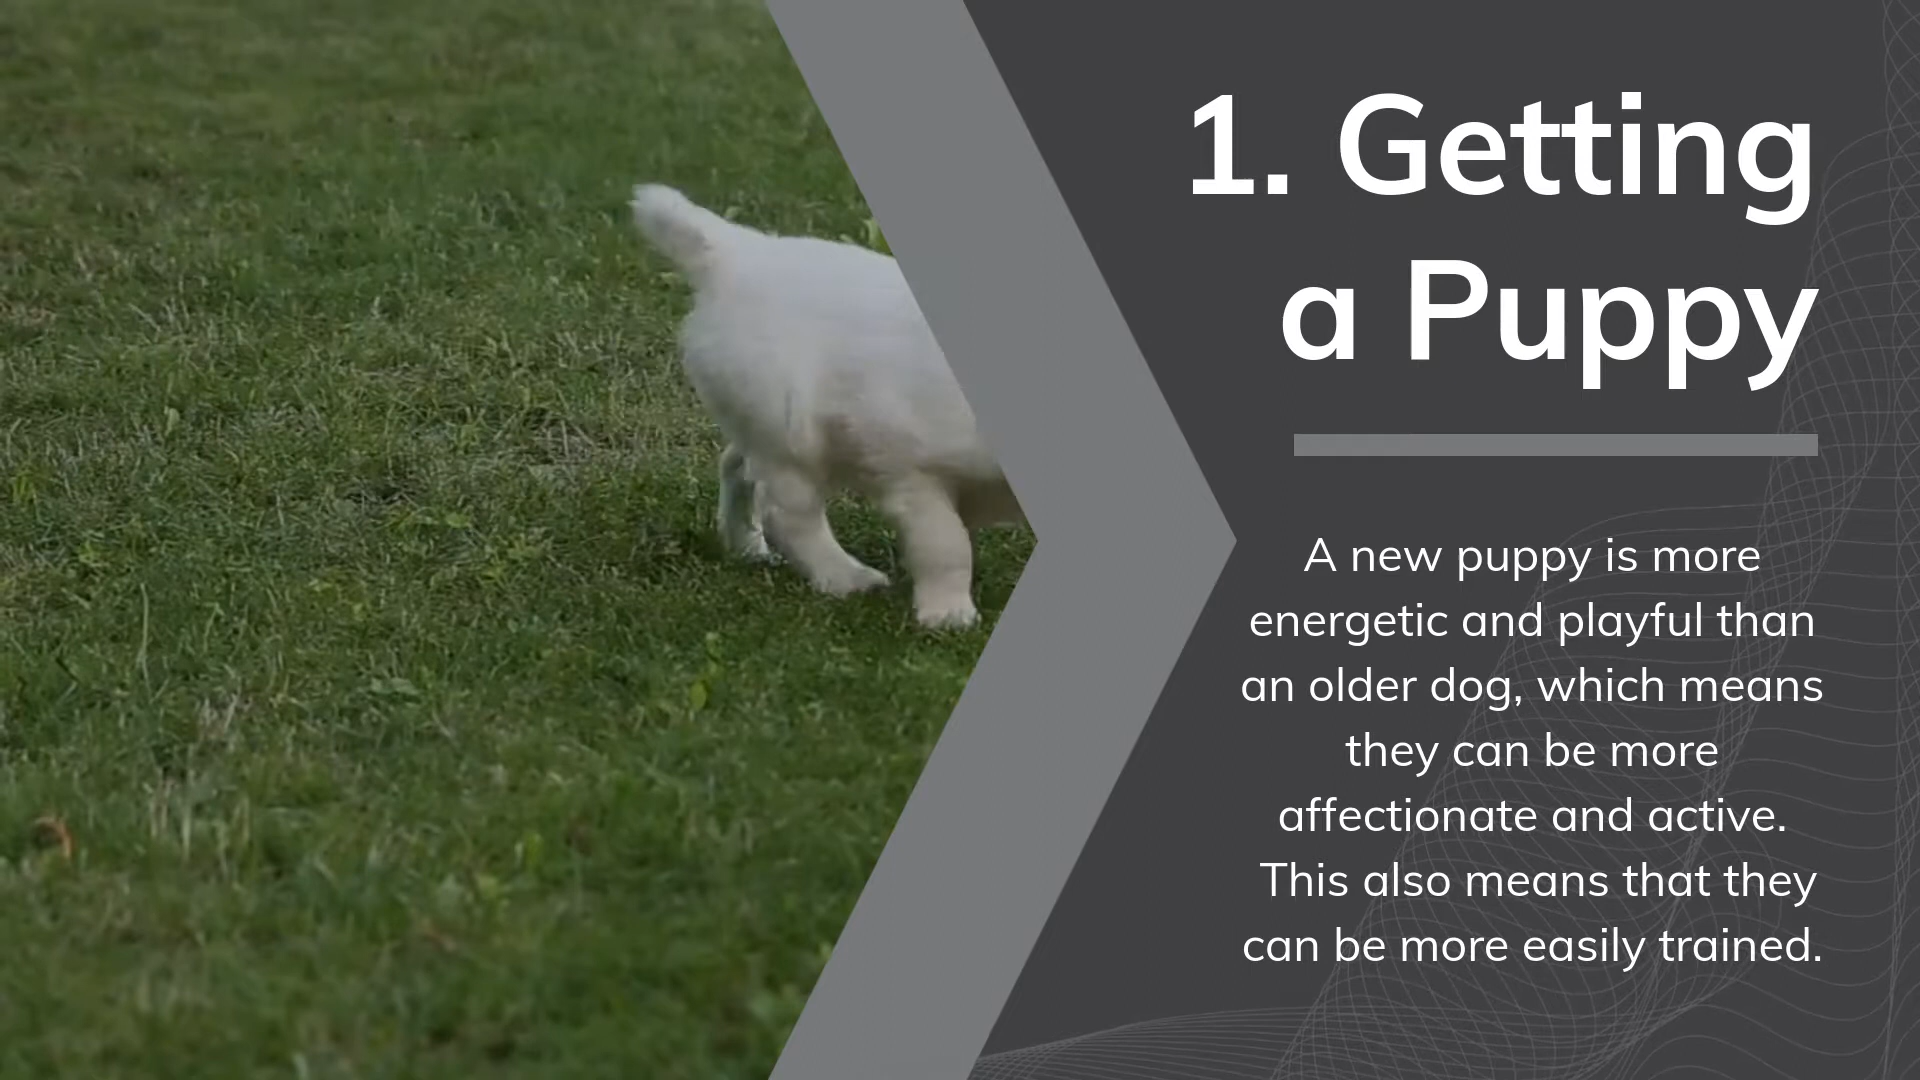 1. Getting
a Puppy
A new puppy is more
energetic and playful than
an older dog, which means
they can be more
affectionate and active.
This also means that they
can be more easily trained.